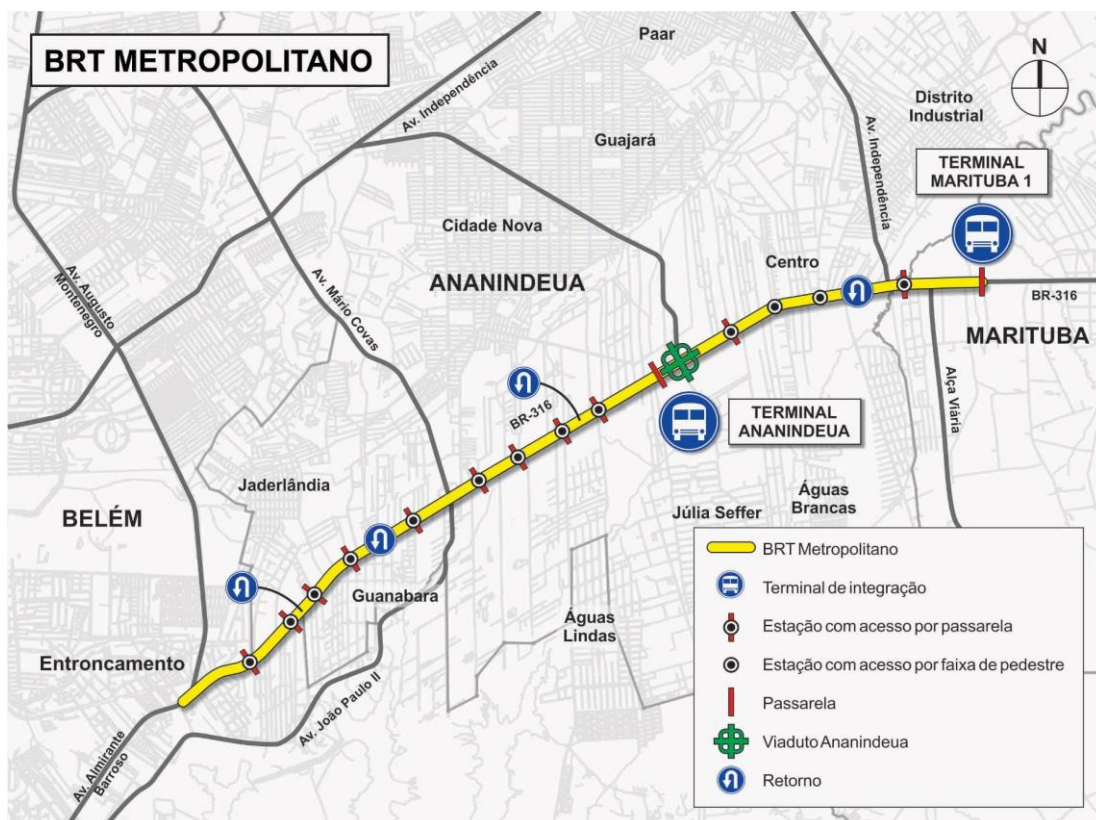 BRT METROPOLITANO
Paar
N
Av. Independência
Distrito
Industrial
Guajará
Av. Independência
TERMINAL
MARITUBA 1
Cidade Nova
Centro
Av. Augusto
Montenegro
Av. Mário Covas
ANANINDEUA
BR-316
MARITUBA
Alça Viária
BR-316
TERMINAL
ANANINDEUA
Jaderlândia
BELÉM
Júlia Seffer
Águas
Brancas
Guanabara
Águas
Lindas
Entroncamento
Av. João Paulo II
Av. Almirante
Barroso
BRT Metropolitano
Terminal de integração
Estação com acesso por passarela
Estação com acesso por faixa de pedestre
Passarela
Viaduto Ananindeua
Retorno